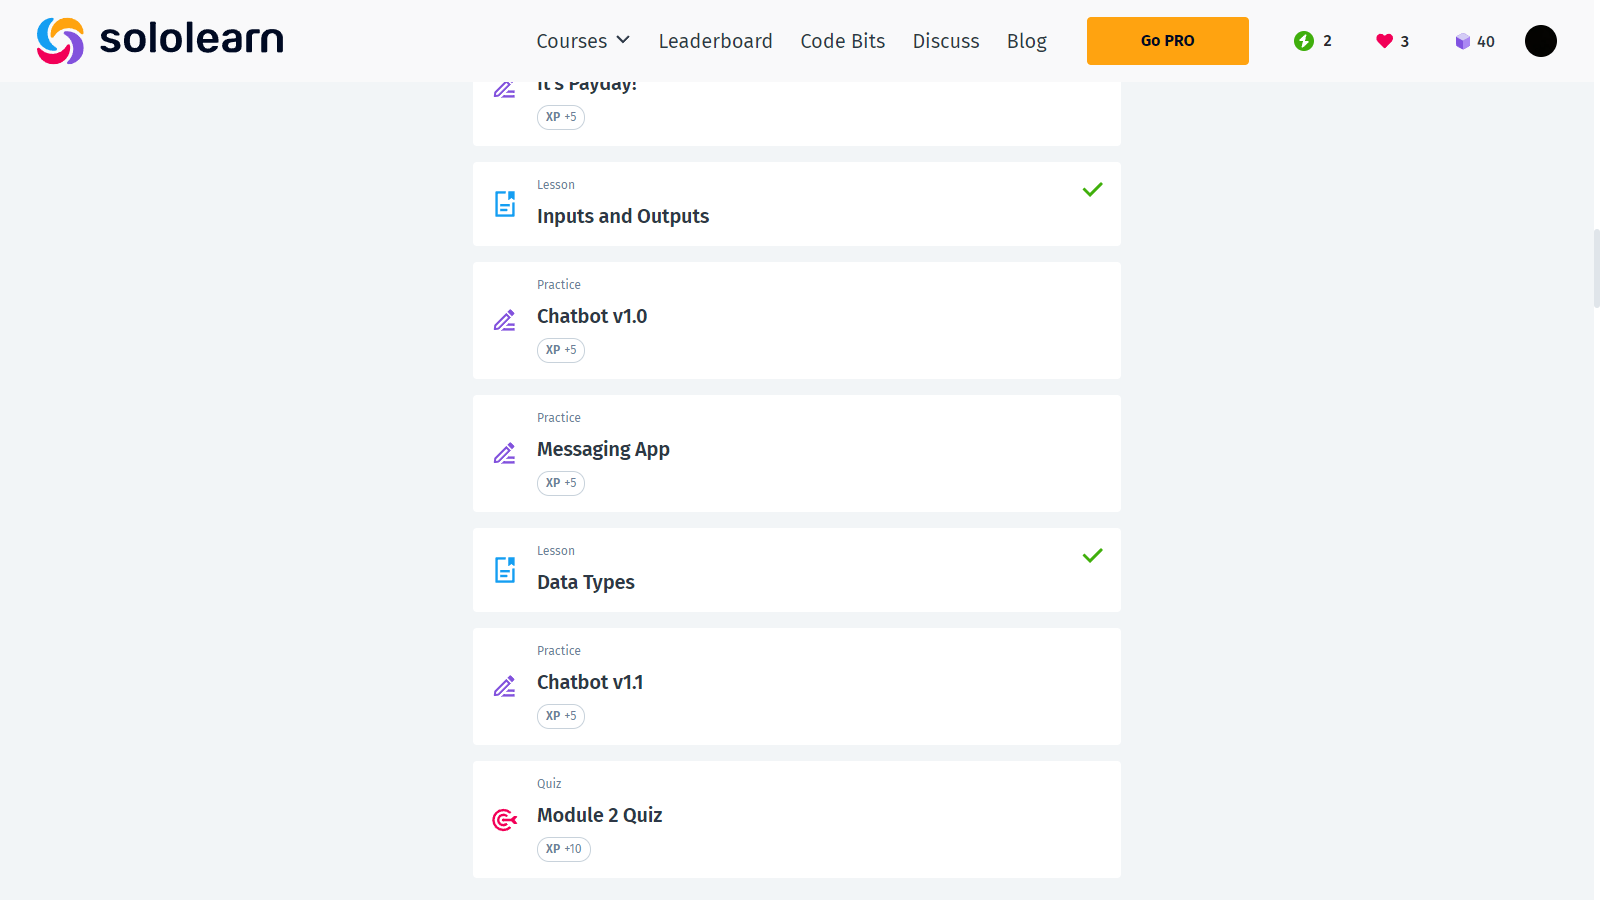 sololearn
Courses Leaderboard Code Bits Discuss Blog Go PRO 2 3 40
It's Payday!
XP +5
Lesson
Inputs and Outputs
Practice
Chatbot v1.0
XP +5
Practice
Messaging App
XP +5
Lesson
Data Types
Practice
Chatbot v1.1
XP +5
Quiz
Module 2 Quiz
XP +10